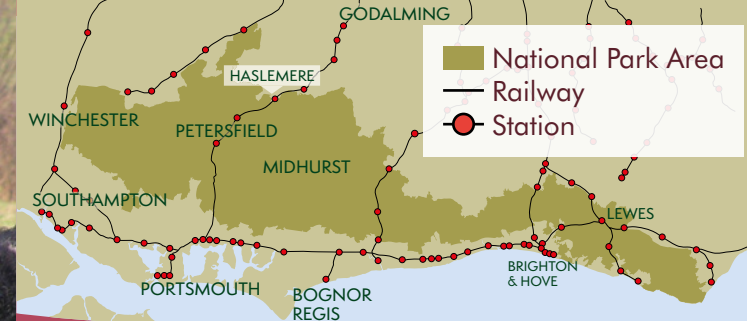 GODALMING
National Park Area
HASLEMERE
Railway
WINCHESTER
PETERSFIELD
Station
MIDHURST
SOUTHAMPTON
LEWES
BRIGHTON
& HOVE
PORTSMOUTH
BOGNOR
REGIS